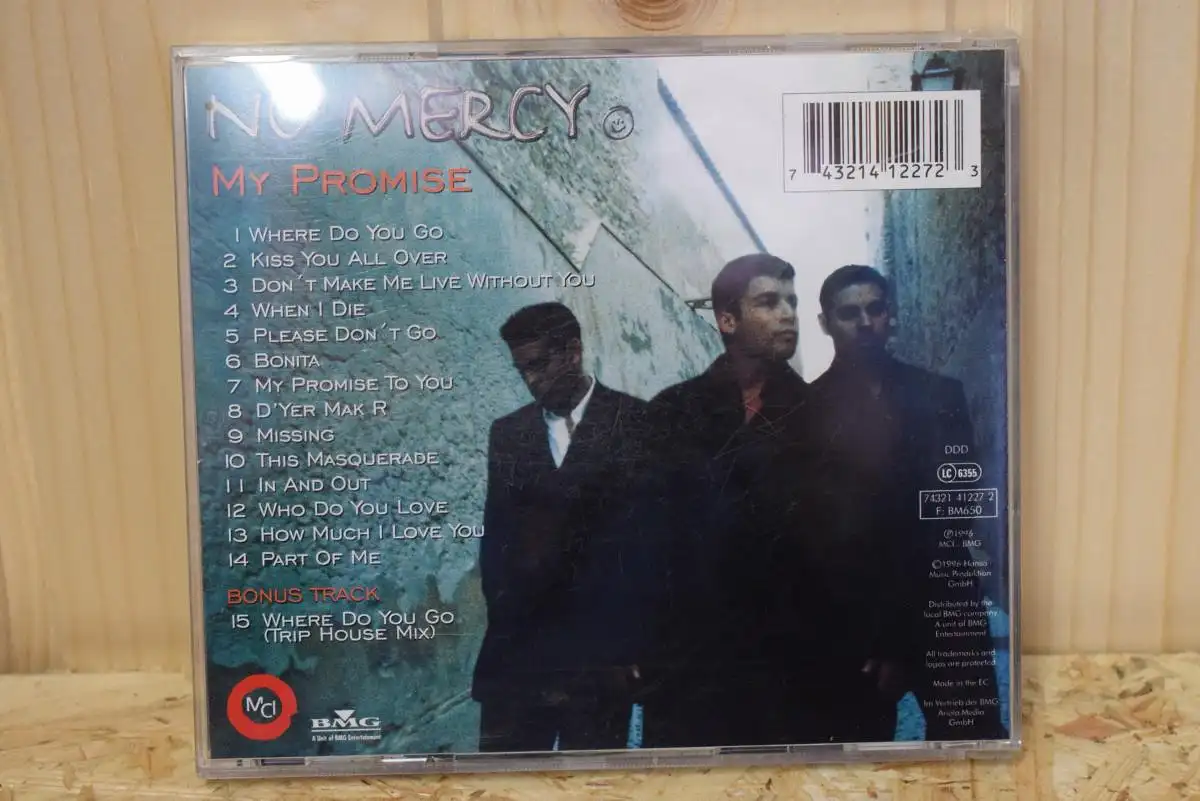 NO MERCY
MY PROMISE
7 43214 12272 3
1 WHERE DO YOU GO
2 KISS YOU ALL OVER
3 DON´T MAKE ME LIVE WITHOUT YOU
4 WHEN I DIE
5 PLEASE DON´T GO
6 BONITA
7 MY PROMISE TO YOU
8 D'YER MAK R
9 MISSING
10 THIS MASQUERADE
11 IN AND OUT
12 WHO DO YOU LOVE
13 HOW MUCH I LOVE YOU
14 PART OF ME
BONUS TRACK
15 WHERE DO YOU GO
(TRIP HOUSE MIX)
MCI
BMG
A Unit of BMG Entertainment
DDD
LC 6355
74321 41227 2
F: BM650
℗1996
MCI - BMG
©1996 Hansa
Music Produktion
GmbH
Distributed by the
local BMG company.
A unit of BMG
Entertainment
All trademarks and
logos are protected
Made in the EC
Im Vertrieb der BMG
Ariola Media
GmbH